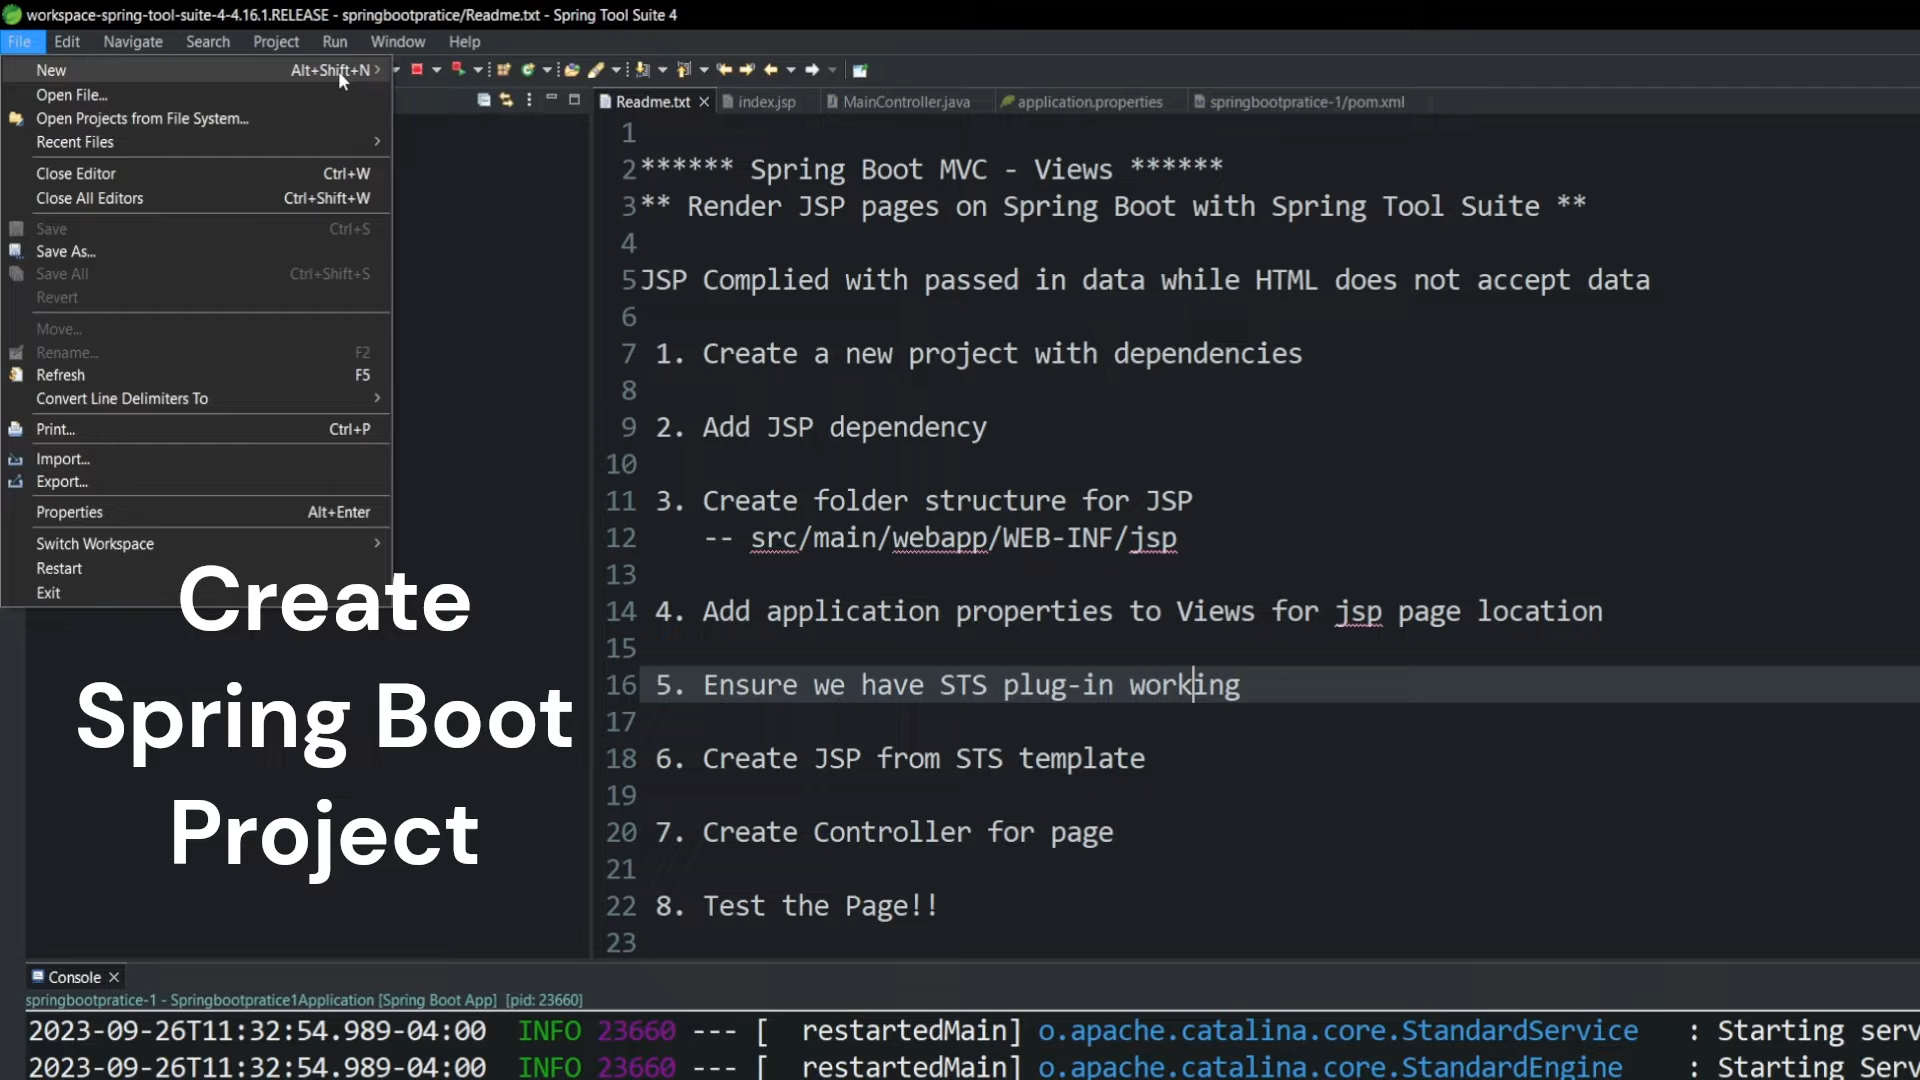 workspace-spring-tool-suite-4-4.16.1.RELEASE - springbootpratice/Readme.txt - Spring Tool Suite 4
File Edit Navigate Search Project Run Window Help
New Alt+Shift+N
Open File...
Open Projects from File System...
Recent Files
Close Editor Ctrl+W
Close All Editors Ctrl+Shift+W
Save Ctrl+S
Save As...
Save All Ctrl+Shift+S
Revert
Move...
Rename... F2
Refresh F5
Convert Line Delimiters To
Print... Ctrl+P
Import...
Export...
Properties Alt+Enter
Switch Workspace
Restart
Exit
Create
Spring Boot
Project
Readme.txt index.jsp MainController.java application.properties springbootpratice-1/pom.xml
1
2 ****** Spring Boot MVC - Views ******
3 ** Render JSP pages on Spring Boot with Spring Tool Suite **
4
5 JSP Complied with passed in data while HTML does not accept data
6
7 1. Create a new project with dependencies
8
9 2. Add JSP dependency
10
11 3. Create folder structure for JSP
12 -- src/main/webapp/WEB-INF/jsp
13
14 4. Add application properties to Views for jsp page location
15
16 5. Ensure we have STS plug-in working
17
18 6. Create JSP from STS template
19
20 7. Create Controller for page
21
22 8. Test the Page!!
23
Console
springbootpratice-1 - Springbootpratice1Application [Spring Boot App] [pid: 23660]
2023-09-26T11:32:54.989-04:00 INFO 23660 --- [ restartedMain] o.apache.catalina.core.StandardService : Starting serv
2023-09-26T11:32:54.989-04:00 INFO 23660 --- [ restartedMain] o.apache.catalina.core.StandardEngine : Starting Serv